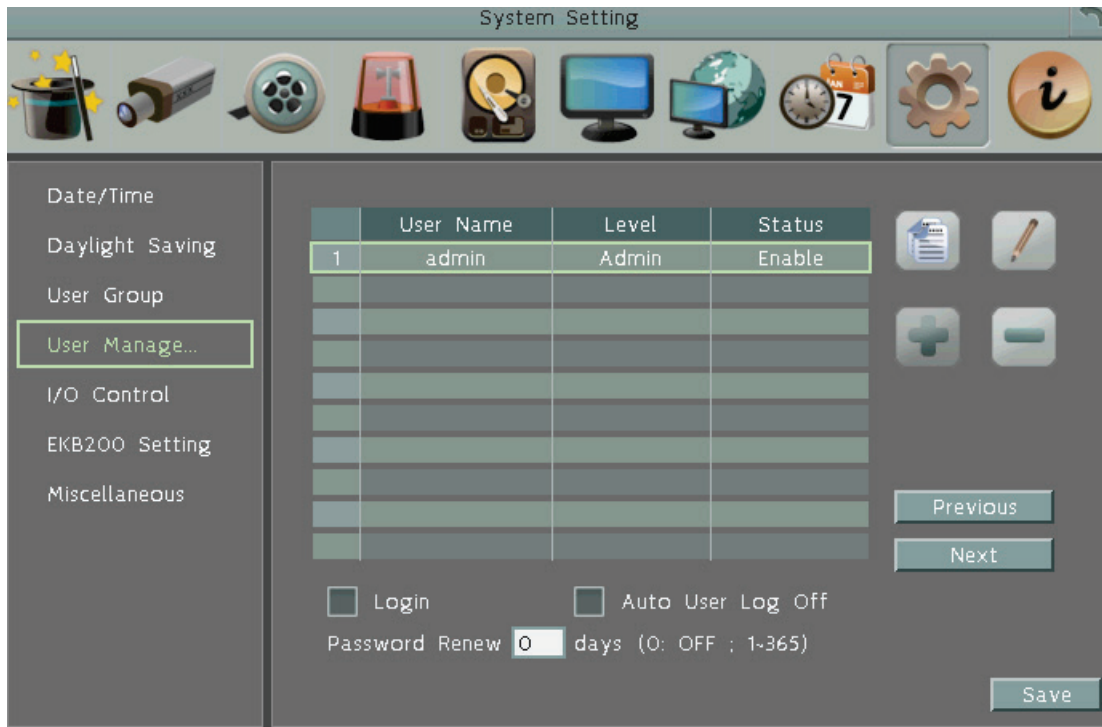 System Setting
JAN
7
i
Date/Time
Daylight Saving
User Group
User Manage...
I/O Control
EKB200 Setting
Miscellaneous
User Name Level Status
1 admin Admin Enable
Previous
Next
Login Auto User Log Off
Password Renew 0 days (0: OFF ; 1~365)
Save